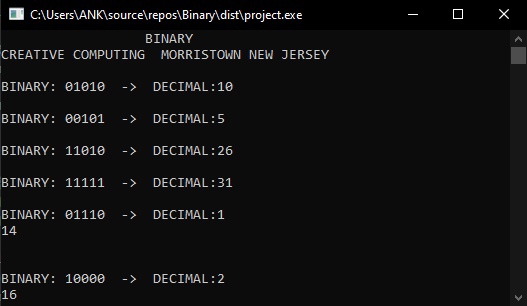 C:\Users\ANK\source\repos\Binary\dist\project.exe
BINARY
CREATIVE COMPUTING  MORRISTOWN NEW JERSEY
BINARY: 01010  ->  DECIMAL:10
BINARY: 00101  ->  DECIMAL:5
BINARY: 11010  ->  DECIMAL:26
BINARY: 11111  ->  DECIMAL:31
BINARY: 01110  ->  DECIMAL:1
14
BINARY: 10000  ->  DECIMAL:2
16